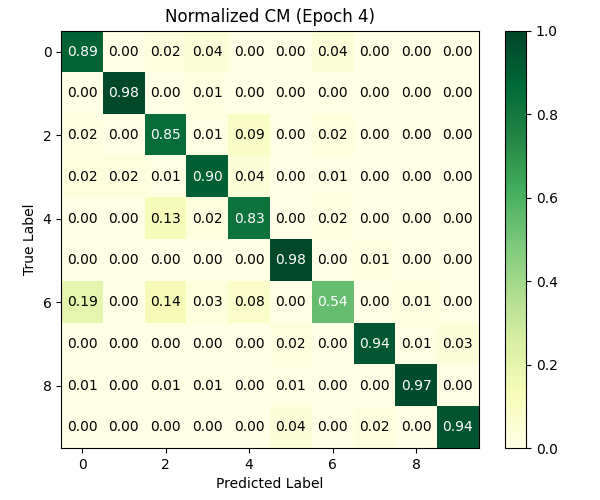 Normalized CM (Epoch 4)
0 0.89 0.00 0.02 0.04 0.00 0.00 0.04 0.00 0.00 0.00
0.00 0.98 0.00 0.01 0.00 0.00 0.00 0.00 0.00 0.00
2 0.02 0.00 0.85 0.01 0.09 0.00 0.02 0.00 0.00 0.00
0.02 0.02 0.01 0.90 0.04 0.00 0.01 0.00 0.00 0.00
4 0.00 0.00 0.13 0.02 0.83 0.00 0.02 0.00 0.00 0.00
0.00 0.00 0.00 0.00 0.00 0.98 0.00 0.01 0.00 0.00
6 0.19 0.00 0.14 0.03 0.08 0.00 0.54 0.00 0.01 0.00
0.00 0.00 0.00 0.00 0.00 0.02 0.00 0.94 0.01 0.03
8 0.01 0.00 0.01 0.01 0.00 0.01 0.00 0.00 0.97 0.00
0.00 0.00 0.00 0.00 0.00 0.04 0.00 0.02 0.00 0.94
0 2 4 6 8
Predicted Label
True Label
1.0
0.8
0.6
0.4
0.2
0.0